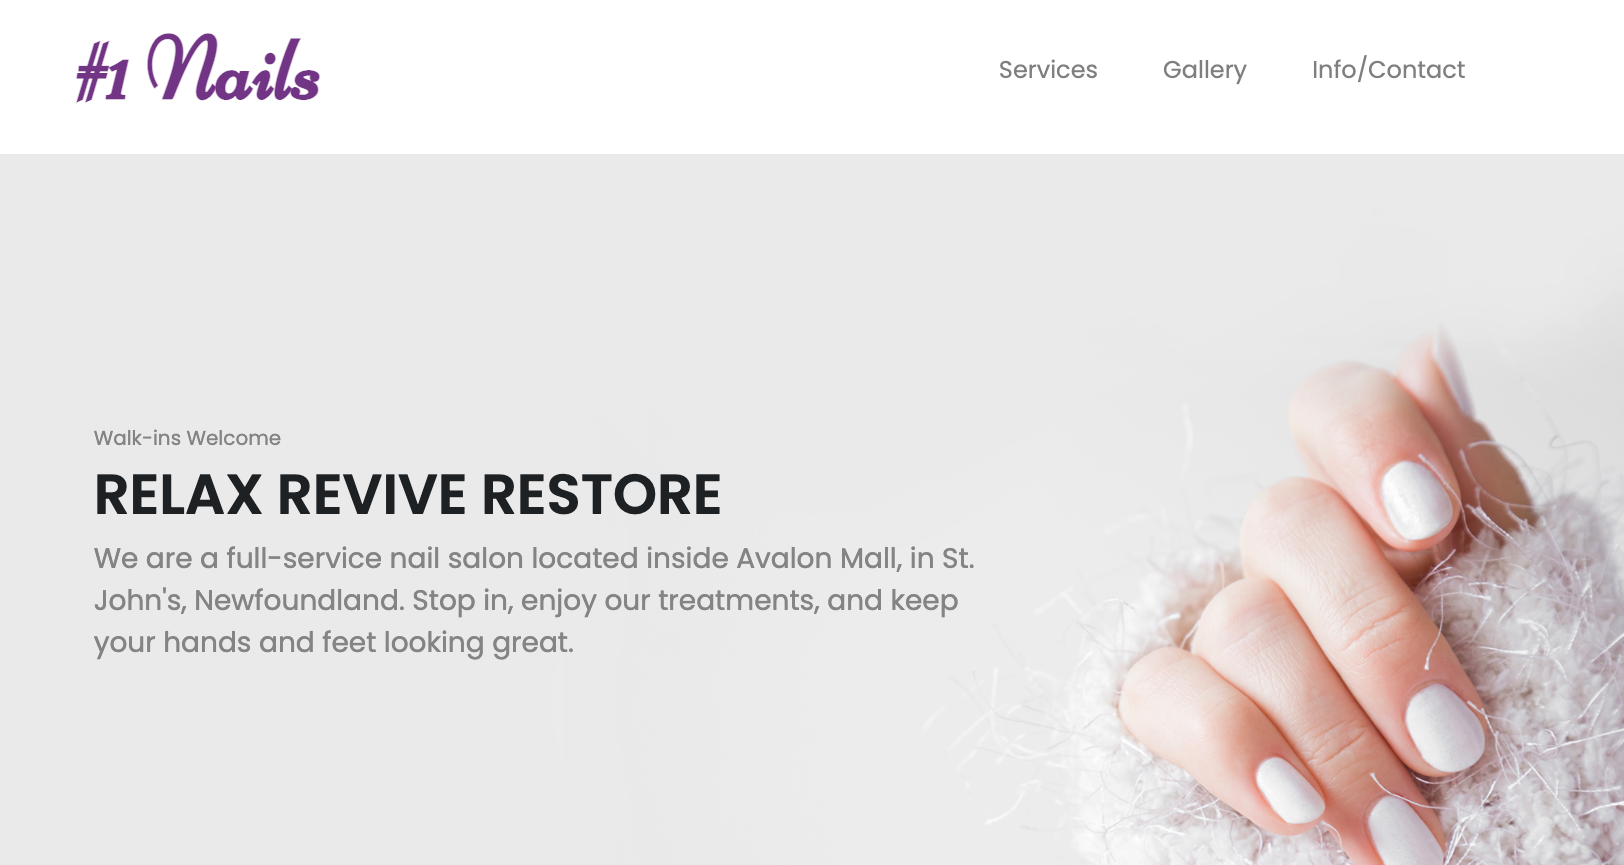 #1 Nails
Services
Gallery
Info/Contact
Walk-ins Welcome
RELAX REVIVE RESTORE
We are a full-service nail salon located inside Avalon Mall, in St.
John's, Newfoundland. Stop in, enjoy our treatments, and keep
your hands and feet looking great.